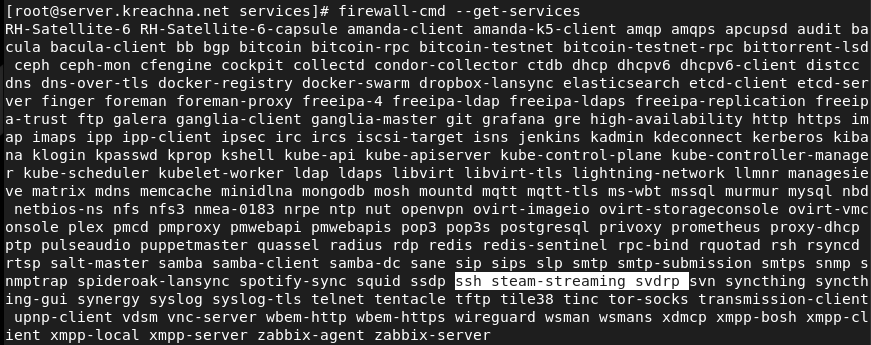 [root@server.kreachna.net services]# firewall-cmd --get-services
RH-Satellite-6 RH-Satellite-6-capsule amanda-client amanda-k5-client amqp amqps apcupsd audit ba
cula bacula-client bb bgp bitcoin bitcoin-rpc bitcoin-testnet bitcoin-testnet-rpc bittorrent-lsd
 ceph ceph-mon cfengine cockpit collectd condor-collector ctdb dhcp dhcpv6 dhcpv6-client distcc
dns dns-over-tls docker-registry docker-swarm dropbox-lansync elasticsearch etcd-client etcd-ser
ver finger foreman foreman-proxy freeipa-4 freeipa-ldap freeipa-ldaps freeipa-replication freeip
a-trust ftp galera ganglia-client ganglia-master git grafana gre high-availability http https im
ap imaps ipp ipp-client ipsec irc ircs iscsi-target isns jenkins kadmin kdeconnect kerberos kiba
na klogin kpasswd kprop kshell kube-api kube-apiserver kube-control-plane kube-controller-manage
r kube-scheduler kubelet-worker ldap ldaps libvirt libvirt-tls lightning-network llmnr managesie
ve matrix mdns memcache minidlna mongodb mosh mountd mqtt mqtt-tls ms-wbt mssql murmur mysql nbd
 netbios-ns nfs nfs3 nmea-0183 nrpe ntp nut openvpn ovirt-imageio ovirt-storageconsole ovirt-vmc
onsole plex pmcd pmproxy pmwebapi pmwebapis pop3 pop3s postgresql privoxy prometheus proxy-dhcp
ptp pulseaudio puppetmaster quassel radius rdp redis redis-sentinel rpc-bind rquotad rsh rsyncd
rtsp salt-master samba samba-client samba-dc sane sip sips slp smtp smtp-submission smtps snmp s
nmptrap spideroak-lansync spotify-sync squid ssdp ssh steam-streaming svdrp svn syncthing syncth
ing-gui synergy syslog syslog-tls telnet tentacle tftp tile38 tinc tor-socks transmission-client
 upnp-client vdsm vnc-server wbem-http wbem-https wireguard wsman wsmans xdmcp xmpp-bosh xmpp-cl
ient xmpp-local xmpp-server zabbix-agent zabbix-server